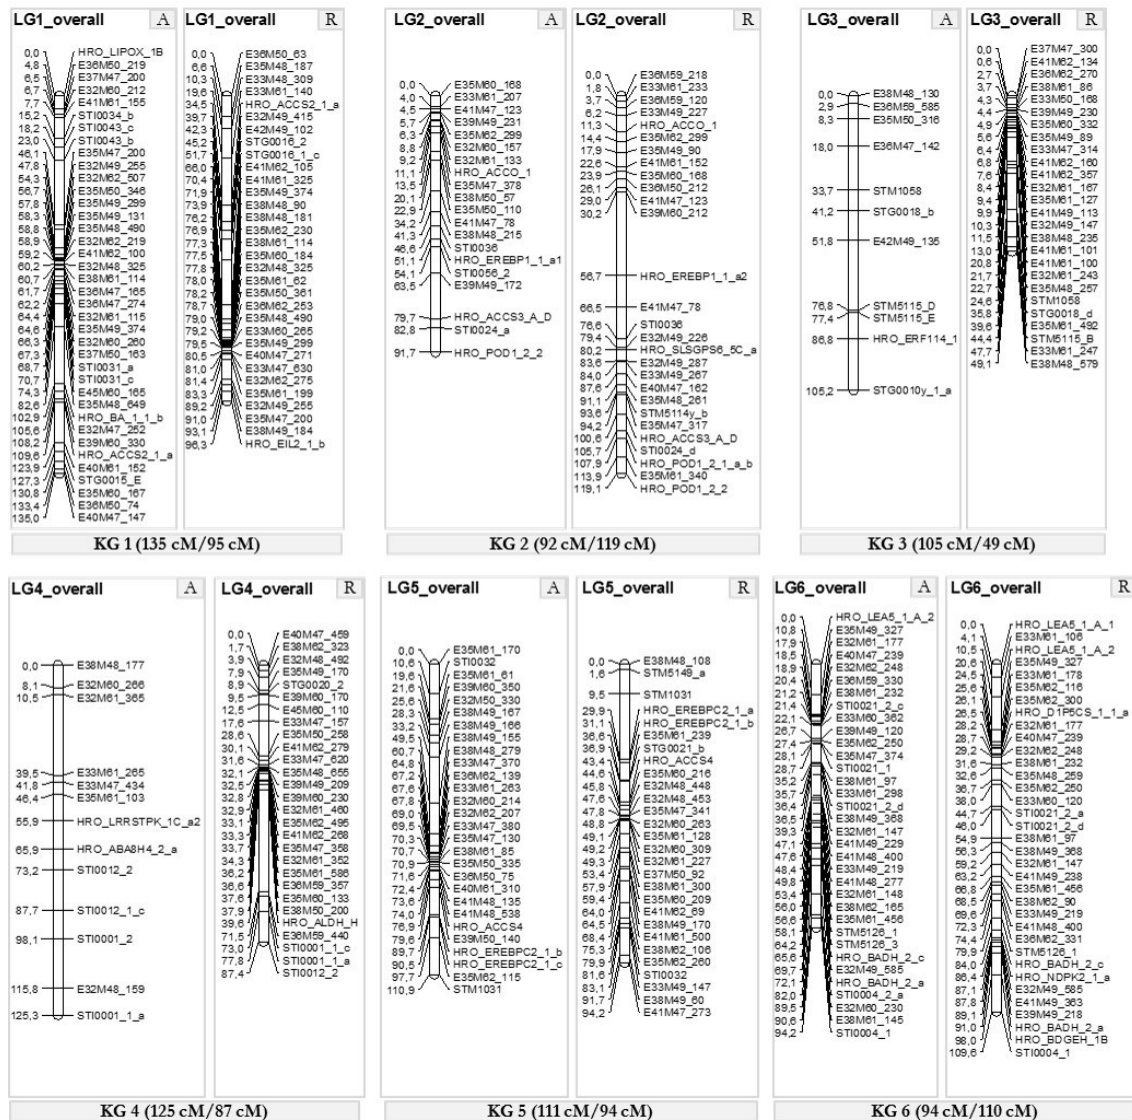 LG1_overall A
0,0 HRO_LIPOX_1B
4,8 E36M50_219
6,5 E37M47_200
6,7 E32M60_212
7,7 E41M61_155
15,2 STI0034_b
18,2 STI0043_c
23,0 STI0043_b
46,1 E35M47_200
47,8 E32M49_255
54,3 E32M62_507
56,7 E35M50_346
57,8 E35M49_299
58,3 E35M49_131
58,8 E35M48_490
58,9 E32M62_219
59,2 E41M62_100
60,2 E32M48_325
60,7 E38M61_114
61,7 E36M47_165
62,2 E36M47_274
64,4 E32M61_115
64,6 E35M49_374
66,3 E32M60_260
67,3 E37M50_163
68,7 STI0031_a
70,7 STI0031_c
74,3 E45M60_165
82,6 E35M48_649
102,9 HRO_BA_1_1_b
105,6 E32M47_252
108,2 E39M60_330
109,6 HRO_ACCS2_1_a
123,9 E40M61_152
127,3 STG0015_E
130,8 E35M60_167
133,4 E36M50_74
135,0 E40M47_147
LG1_overall R
0,0 E36M50_63
6,6 E35M48_187
10,3 E33M48_309
19,6 E33M61_140
34,5 HRO_ACCS2_1_a
39,7 E32M49_415
42,3 E42M49_102
45,2 STG0016_2
51,7 STG0016_1_c
66,0 E41M62_105
70,4 E41M61_325
71,9 E35M49_374
73,9 E38M48_90
76,2 E38M48_181
76,9 E35M62_230
77,3 E38M61_114
77,5 E35M60_184
77,8 E32M48_325
78,0 E35M61_62
78,2 E35M50_361
78,7 E36M62_253
79,0 E35M48_490
79,2 E33M60_265
79,5 E35M49_299
80,5 E40M47_271
81,0 E33M47_630
81,4 E32M62_275
83,3 E35M61_199
89,2 E32M49_255
91,0 E35M47_200
93,1 E38M49_184
96,3 HRO_EIL2_1_b
KG 1 (135 cM/95 cM)
LG2_overall A
0,0 E35M60_168
4,0 E33M61_207
4,5 E41M47_123
5,7 E39M49_231
6,3 E35M62_299
8,8 E32M60_157
9,2 E32M61_133
11,1 HRO_ACCO_1
13,5 E35M47_378
20,1 E38M50_57
22,9 E35M50_110
34,2 E41M47_78
41,3 E38M48_215
46,6 STI0036
51,1 HRO_EREBP1_1_a1
54,1 STI0056_2
63,5 E39M49_172
79,7 HRO_ACCS3_A_D
82,8 STI0024_a
91,7 HRO_POD1_2_2
LG2_overall R
0,0 E36M59_218
1,8 E33M61_233
3,7 E36M59_120
6,2 E33M49_227
11,3 HRO_ACCO_1
14,4 E35M62_299
17,9 E35M49_90
22,6 E41M61_152
23,9 E35M60_168
26,1 E36M50_212
29,0 E41M47_123
30,2 E39M60_212
56,7 HRO_EREBP1_1_a2
66,5 E41M47_78
76,6 STI0036
79,4 E32M49_226
80,2 HRO_SLSGPS6_5C_a
83,6 E32M49_287
84,0 E33M49_267
87,6 E40M47_162
91,1 E35M48_261
93,6 STM5114y_b
94,2 E35M47_317
100,6 HRO_ACCS3_A_D
105,7 STI0024_d
107,9 HRO_POD1_2_1_a_b
113,9 E35M61_340
119,1 HRO_POD1_2_2
KG 2 (92 cM/119 cM)
LG3_overall A
0,0 E38M48_130
2,9 E36M59_585
8,3 E35M50_316
18,0 E36M47_142
33,7 STM1058
41,2 STG0018_b
51,8 E42M49_135
76,8 STM5115_D
77,4 STM5115_E
86,8 HRO_ERF114_1
105,2 STG0010y_1_a
LG3_overall R
0,0 E37M47_300
0,6 E41M62_134
2,7 E36M62_270
3,7 E38M61_86
4,3 E33M50_168
4,4 E39M49_230
4,9 E35M60_332
5,6 E35M49_89
6,4 E33M47_314
6,8 E41M62_160
7,6 E41M62_357
8,4 E32M61_167
9,4 E35M61_127
9,9 E41M49_113
10,3 E32M49_147
11,5 E38M48_235
13,0 E41M61_101
20,8 E41M61_100
21,7 E32M61_243
22,7 E35M48_257
24,6 STM1058
35,8 STG0018_d
39,6 E35M61_492
44,4 STM5115_B
47,7 E33M61_247
49,1 E38M48_579
KG 3 (105 cM/49 cM)
LG4_overall A
0,0 E38M48_177
8,1 E32M60_266
10,5 E32M61_365
39,5 E33M61_265
41,8 E33M47_434
46,4 E35M61_103
55,9 HRO_LRRSTPK_1C_a2
65,9 HRO_ABA8H4_2_a
73,2 STI0012_2
87,7 STI0012_1_c
98,1 STI0001_2
115,8 E32M48_159
125,3 STI0001_1_a
LG4_overall R
0,0 E40M47_459
1,7 E38M62_323
3,9 E32M48_492
7,9 E35M49_170
8,9 STG0020_2
9,5 E39M60_170
12,5 E45M60_110
17,6 E33M47_157
28,6 E35M50_258
30,1 E41M62_279
31,6 E33M47_620
32,1 E35M48_655
32,5 E39M49_209
32,8 E39M60_230
32,9 E32M61_460
33,1 E35M62_495
33,3 E41M62_268
33,7 E35M47_358
34,3 E32M61_352
36,2 E35M61_586
36,6 E36M59_357
37,6 E35M60_133
37,9 E38M50_200
39,6 HRO_ALDH_H
71,5 E36M59_440
73,0 STI0001_1_c
77,8 STI0001_1_a
87,4 STI0012_2
KG 4 (125 cM/87 cM)
LG5_overall A
0,0 E35M61_170
10,6 STI0032
19,6 E35M61_61
21,6 E39M60_350
25,6 E32M50_330
28,3 E38M49_167
33,2 E38M49_166
49,5 E38M49_155
60,7 E38M48_279
64,8 E33M47_370
67,2 E36M62_139
67,6 E33M61_263
67,8 E32M60_214
69,0 E32M62_207
69,5 E33M47_380
70,3 E35M47_130
70,7 E38M61_85
70,9 E35M50_335
71,6 E36M50_75
72,4 E40M61_310
73,6 E41M48_135
74,0 E41M48_538
76,9 HRO_ACCS4
79,6 E39M50_140
89,7 HRO_EREBPC2_1_b
90,5 HRO_EREBPC2_1_c
97,7 E35M62_115
110,9 STM1031
LG5_overall R
0,0 E38M48_108
1,6 STM5149_a
9,5 STM1031
29,9 HRO_EREBPC2_1_a
31,1 HRO_EREBPC2_1_b
36,6 E35M61_239
36,9 STG0021_b
43,4 HRO_ACCS4
44,6 E35M60_216
45,8 E32M48_448
47,6 E32M48_453
47,8 E35M47_341
48,8 E32M60_263
49,1 E35M61_128
49,2 E32M60_309
49,3 E32M61_227
53,4 E37M50_92
57,9 E38M61_300
59,4 E35M60_209
64,0 E41M62_69
64,5 E38M49_170
68,4 E41M61_500
75,3 E38M62_106
79,9 E35M62_260
81,6 STI0032
83,1 E33M49_147
91,7 E38M49_60
94,2 E41M47_273
KG 5 (111 cM/94 cM)
LG6_overall A
0,0 HRO_LEA5_1_A_2
10,8 E35M49_327
17,9 E32M61_177
18,5 E40M47_239
18,9 E32M62_248
20,4 E36M59_330
21,2 E38M61_232
21,4 STI0021_2_c
22,1 E33M60_362
26,7 E39M49_120
27,4 E35M62_250
28,1 E35M47_374
28,7 STI0021_1
35,2 E38M61_97
35,7 E33M61_298
36,4 STI0021_2_d
36,5 E38M49_368
39,3 E32M61_147
47,1 E41M49_229
47,6 E41M48_400
48,4 E33M49_219
49,8 E41M48_277
53,4 E32M61_148
56,0 E38M62_165
56,6 E35M61_456
58,1 STM5126_1
64,2 STM5126_3
65,6 HRO_BADH_2_c
69,7 E32M49_585
72,1 HRO_BADH_2_a
82,0 STI0004_2_a
89,5 E32M60_230
90,6 E38M61_145
94,2 STI0004_1
LG6_overall R
0,0 HRO_LEA5_1_A_1
4,1 E33M61_106
10,5 HRO_LEA5_1_A_2
20,6 E35M49_327
24,1 E33M61_178
24,8 E35M62_116
26,2 E35M62_300
26,5 HRO_D1P5CS_1_1_a
28,2 E32M61_177
28,7 E40M47_239
29,2 E32M62_248
31,6 E38M61_232
32,6 E35M48_259
36,7 E35M50_252
38,0 E33M60_120
44,7 STI0021_2_a
46,0 STI0021_2_d
54,9 E38M61_97
56,3 E38M49_368
59,2 E32M61_147
63,2 E41M49_238
66,8 E35M61_456
68,5 E38M62_90
69,6 E33M49_219
72,3 E41M48_400
74,2 E36M62_331
79,9 STM5126_1
84,0 HRO_BADH_2_c
86,4 HRO_NDPK2_1_a
87,1 E32M49_585
87,8 E41M49_363
89,1 E39M49_218
91,0 HRO_BADH_2_a
98,0 HRO_BDGEH_1B
109,6 STI0004_1
KG 6 (94 cM/110 cM)